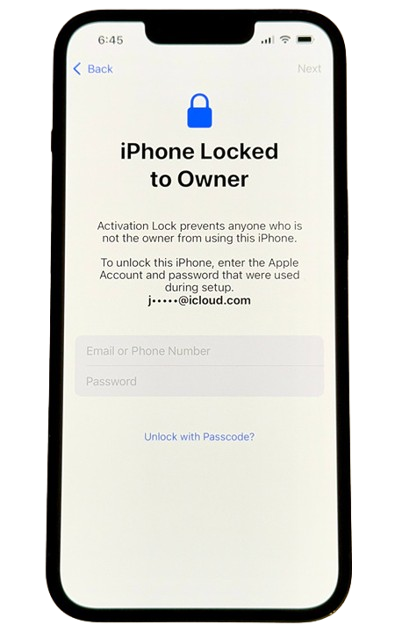 6:45
Back
Next
iPhone Locked
to Owner
Activation Lock prevents anyone who is
not the owner from using this iPhone.
To unlock this iPhone, enter the Apple
Account and password that were used
during setup.
j•••••@icloud.com
Email or Phone Number
Password
Unlock with Passcode?